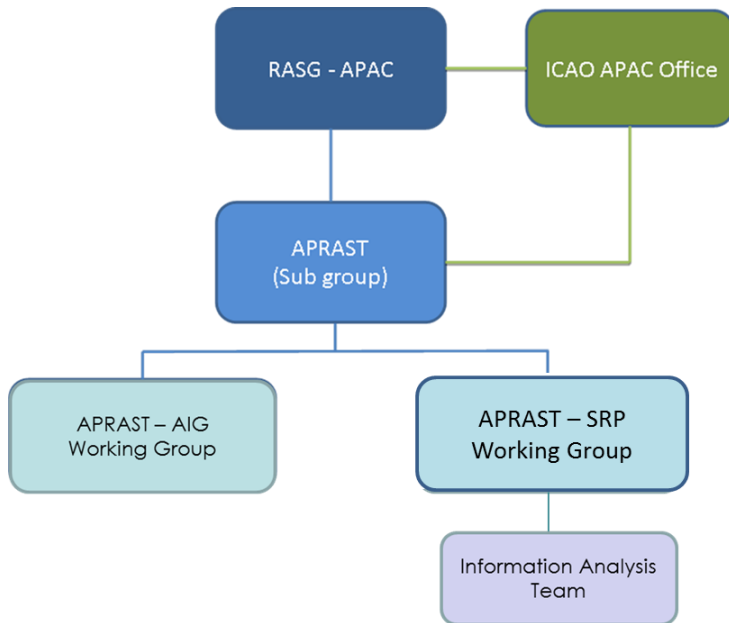 RASG - APAC
ICAO APAC Office
APRAST
(Sub group)
APRAST – AIG
Working Group
APRAST – SRP
Working Group
Information Analysis
Team